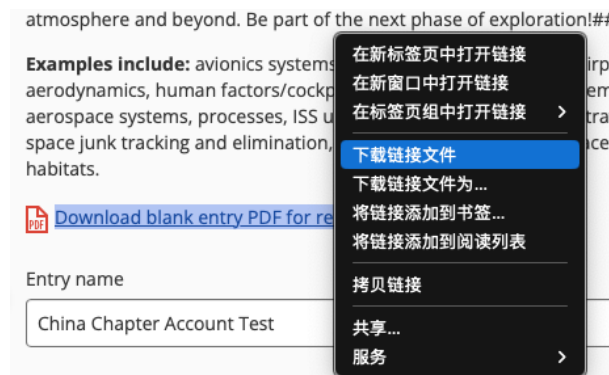 atmosphere and beyond. Be part of the next phase of exploration!##
Examples include: avionics systems
aerodynamics, human factors/cockp
aerospace systems, processes, ISS u
space junk tracking and elimination,
habitats.
PDF
Download blank entry PDF for re
Entry name
China Chapter Account Test
在新标签页中打开链接
在新窗口中打开链接
在标签页组中打开链接 >
下载链接文件
下载链接文件为...
将链接添加到书签...
将链接添加到阅读列表
拷贝链接
共享...
服务 >